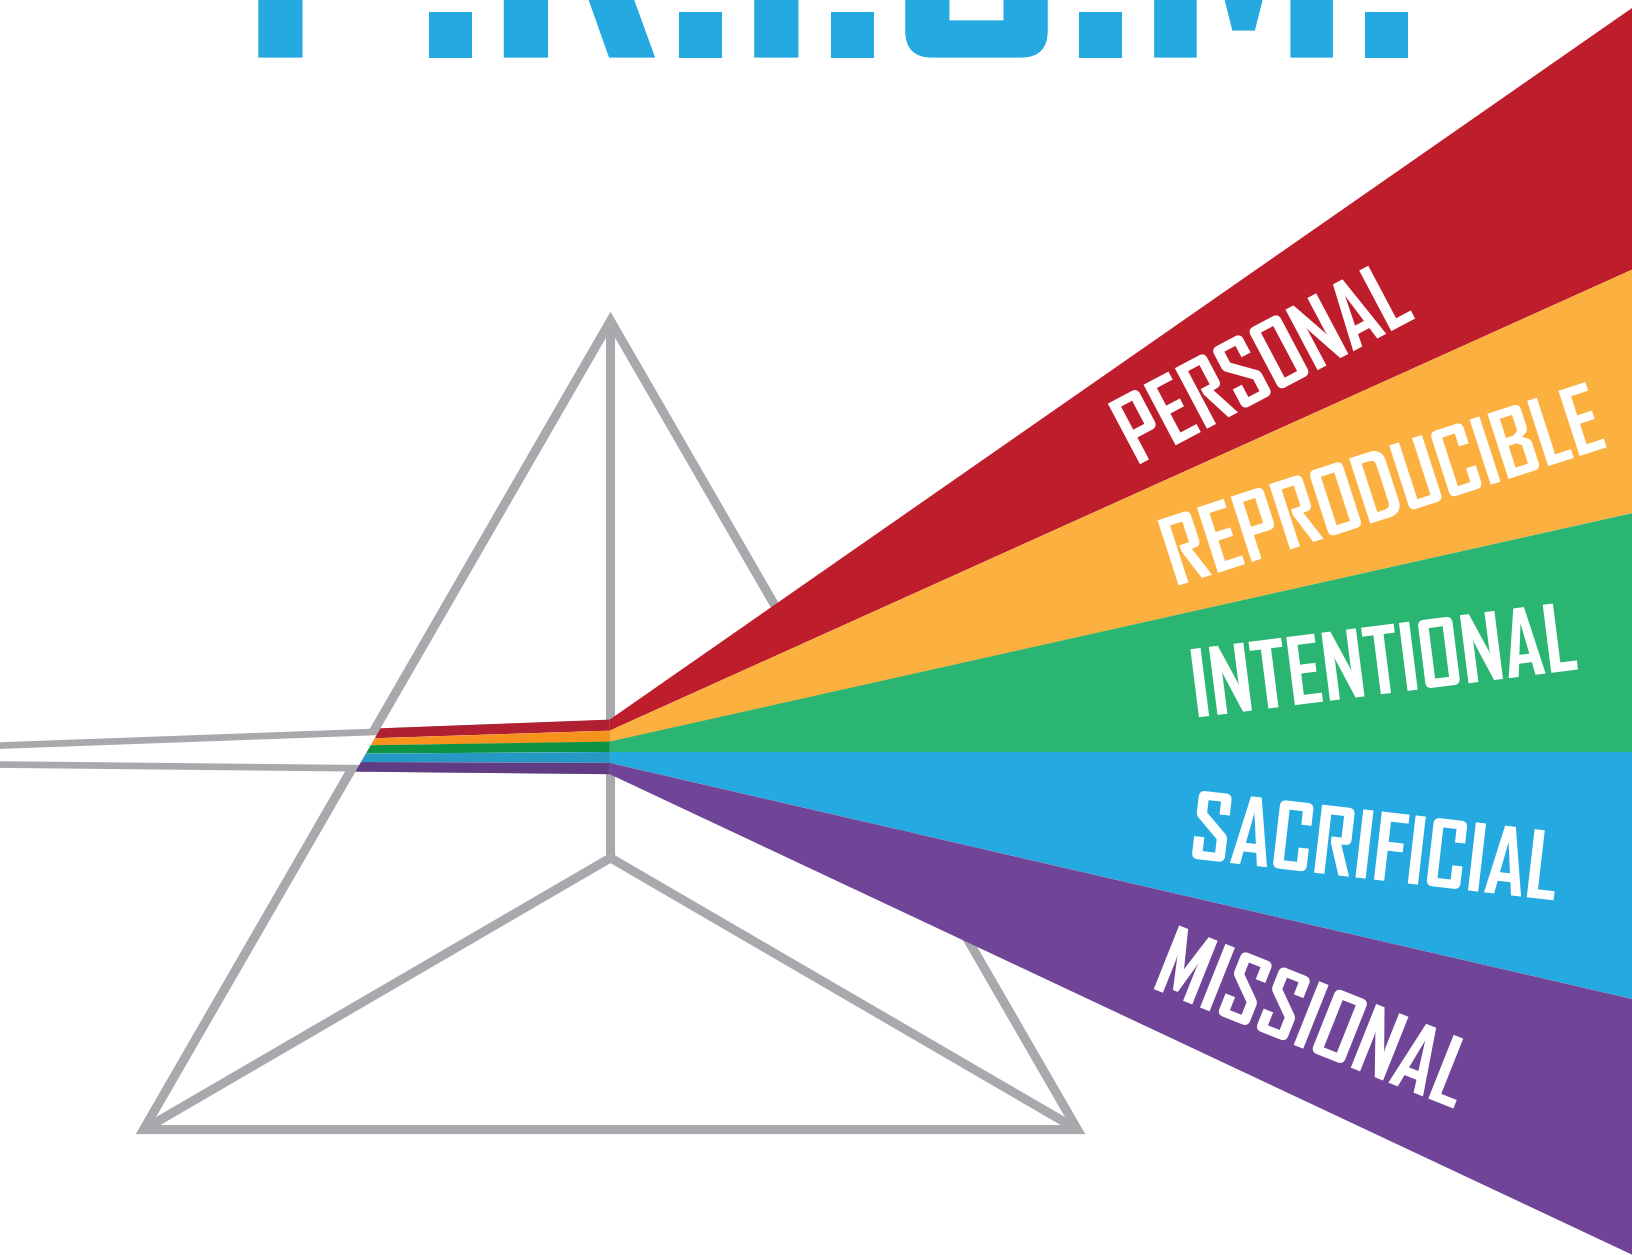 P.R.I.S.M.
PERSONAL
REPRODUCIBLE
INTENTIONAL
SACRIFICIAL
MISSIONAL